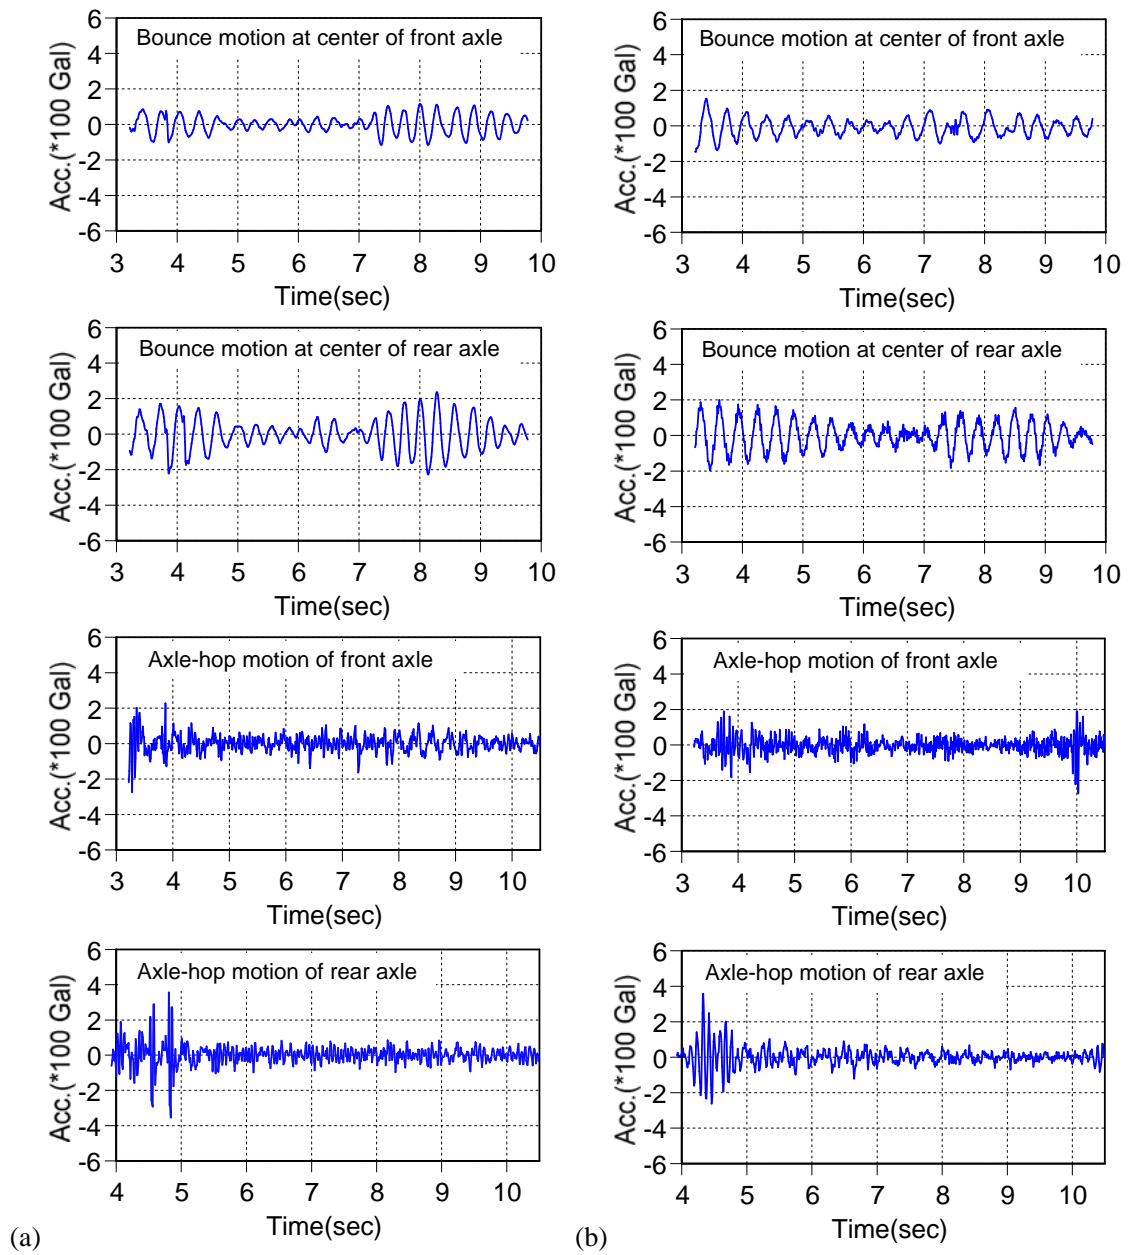 6
4
2
0
-2
-4
-6
Acc.(*100 Gal)
Bounce motion at center of front axle
3 4 5 6 7 8 9 10
Time(sec)
6
4
2
0
-2
-4
-6
Acc.(*100 Gal)
Bounce motion at center of front axle
3 4 5 6 7 8 9 10
Time(sec)
6
4
2
0
-2
-4
-6
Acc.(*100 Gal)
Bounce motion at center of rear axle
3 4 5 6 7 8 9 10
Time(sec)
6
4
2
0
-2
-4
-6
Acc.(*100 Gal)
Bounce motion at center of rear axle
3 4 5 6 7 8 9 10
Time(sec)
6
4
2
0
-2
-4
-6
Acc.(*100 Gal)
Axle-hop motion of front axle
3 4 5 6 7 8 9 10
Time(sec)
6
4
2
0
-2
-4
-6
Acc.(*100 Gal)
Axle-hop motion of front axle
3 4 5 6 7 8 9 10
Time(sec)
6
4
2
0
-2
-4
-6
Acc.(*100 Gal)
Axle-hop motion of rear axle
4 5 6 7 8 9 10
Time(sec)
6
4
2
0
-2
-4
-6
Acc.(*100 Gal)
Axle-hop motion of rear axle
4 5 6 7 8 9 10
Time(sec)
(a)
(b)